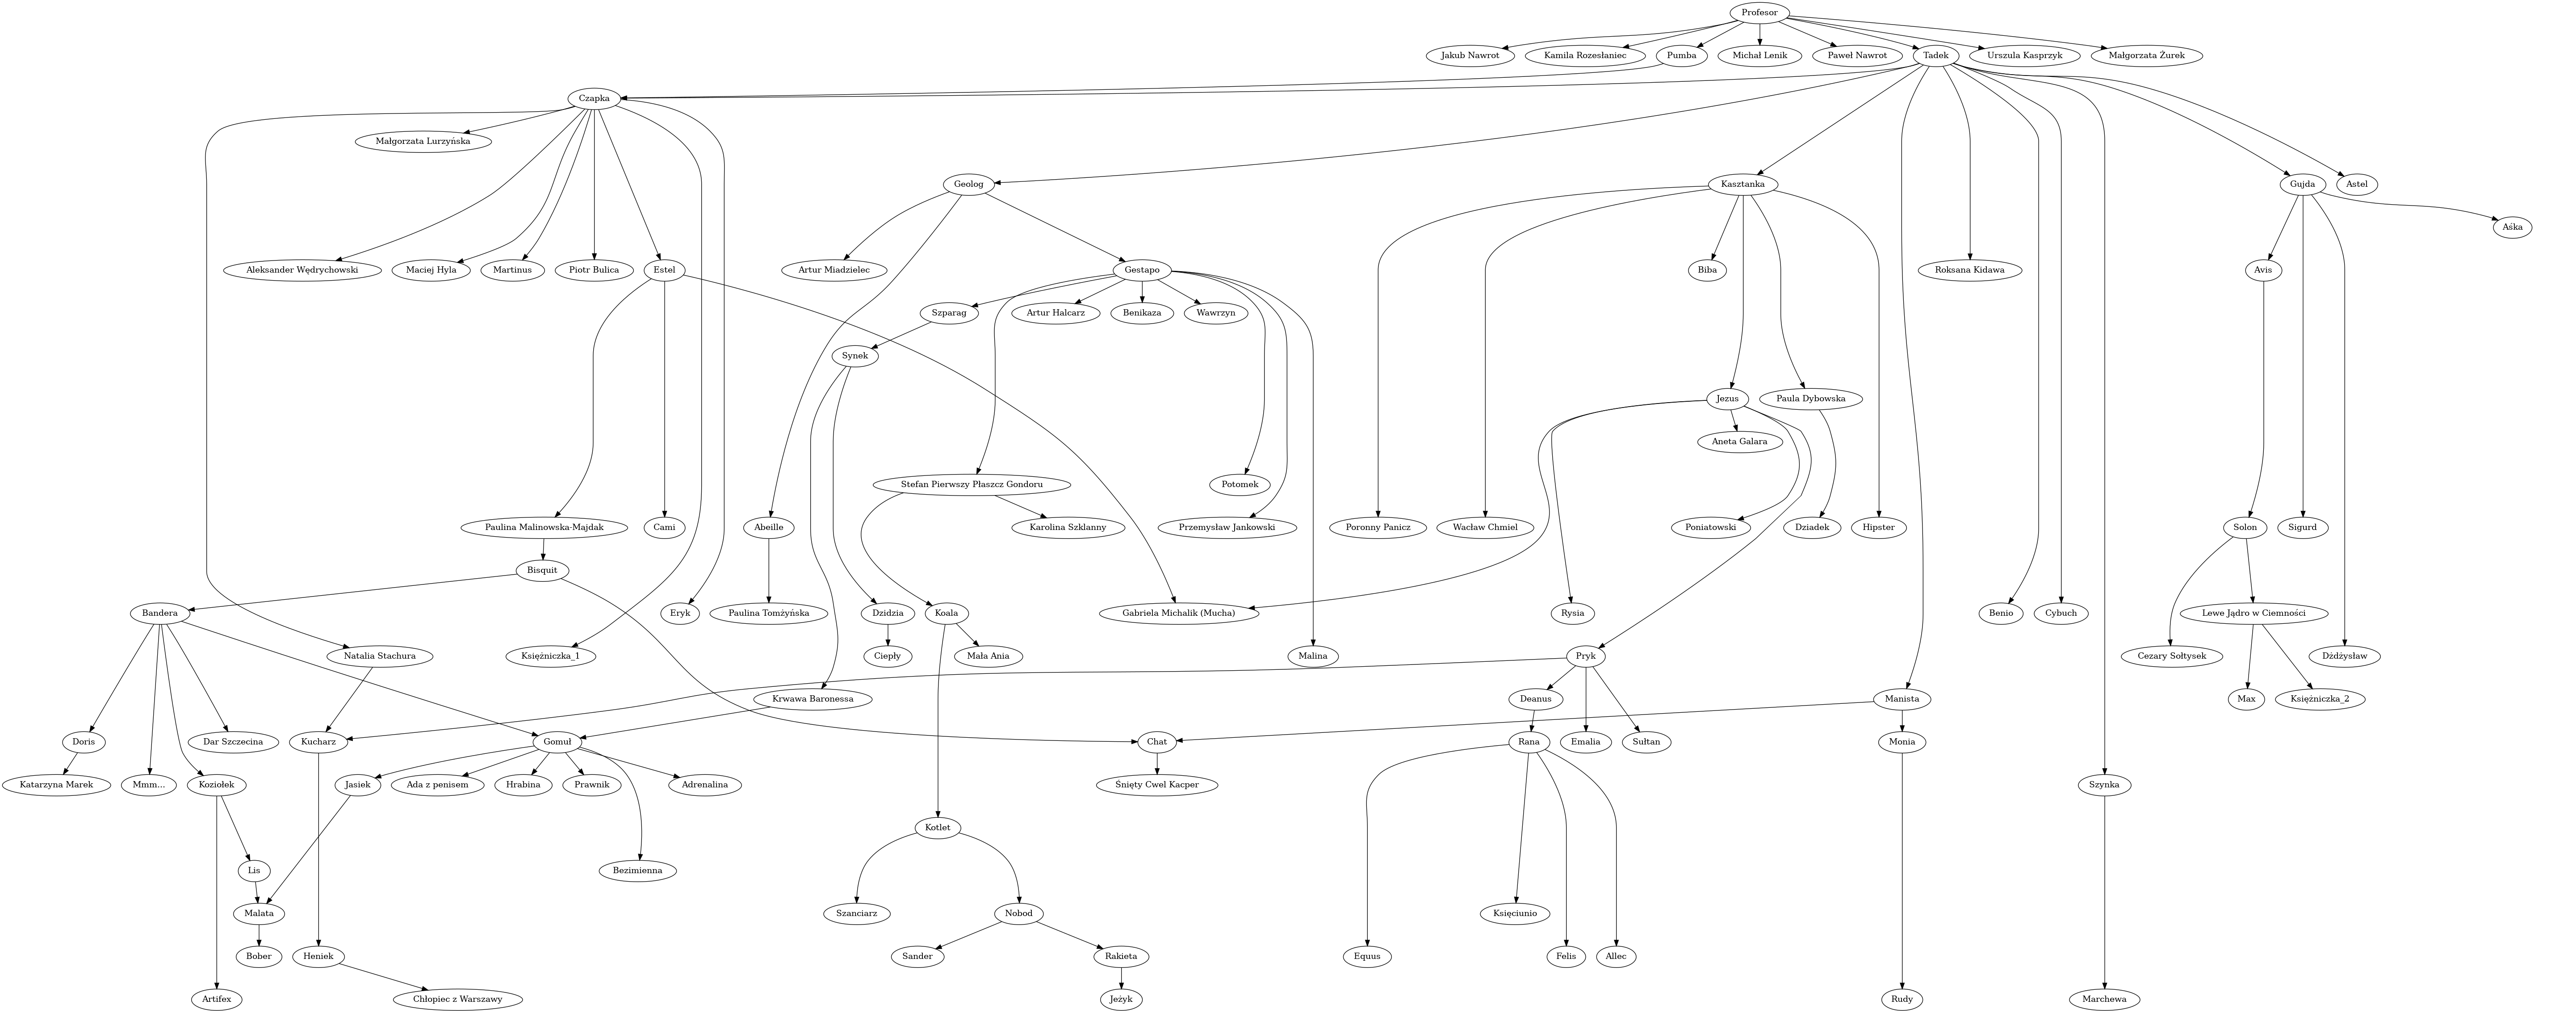 Profesor
Jakub Nawrot
Kamila Rozesłaniec
Pumba
Michał Lenik
Paweł Nawrot
Tadek
Urszula Kasprzyk
Małgorzata Żurek
Czapka
Małgorzata Lurzyńska
Geolog
Kasztanka
Gujda
Astel
Aśka
Aleksander Wędrychowski
Maciej Hyla
Martinus
Piotr Bulica
Estel
Artur Miadzielec
Gestapo
Biba
Roksana Kidawa
Avis
Szparag
Artur Halcarz
Benikaza
Wawrzyn
Synek
Jezus
Paula Dybowska
Aneta Galara
Stefan Pierwszy Płaszcz Gondoru
Potomek
Paulina Malinowska-Majdak
Cami
Abeille
Karolina Szklanny
Przemysław Jankowski
Poronny Panicz
Wacław Chmiel
Poniatowski
Dziadek
Hipster
Solon
Sigurd
Bisquit
Bandera
Eryk
Paulina Tomżyńska
Dzidzia
Koala
Gabriela Michalik (Mucha)
Rysia
Benio
Cybuch
Lewe Jądro w Ciemności
Natalia Stachura
Księżniczka_1
Ciepły
Mała Ania
Malina
Pryk
Cezary Sołtysek
Dżdżysław
Krwawa Baronessa
Deanus
Manista
Max
Księżniczka_2
Doris
Dar Szczecina
Kucharz
Gomuł
Chat
Rana
Emalia
Sułtan
Monia
Katarzyna Marek
Mmm...
Koziołek
Jasiek
Ada z penisem
Hrabina
Prawnik
Adrenalina
Śnięty Cwel Kacper
Szynka
Kotlet
Lis
Bezimienna
Malata
Szanciarz
Nobod
Księciunio
Bober
Heniek
Sander
Rakieta
Equus
Felis
Allec
Artifex
Chłopiec z Warszawy
Jeżyk
Rudy
Marchewa